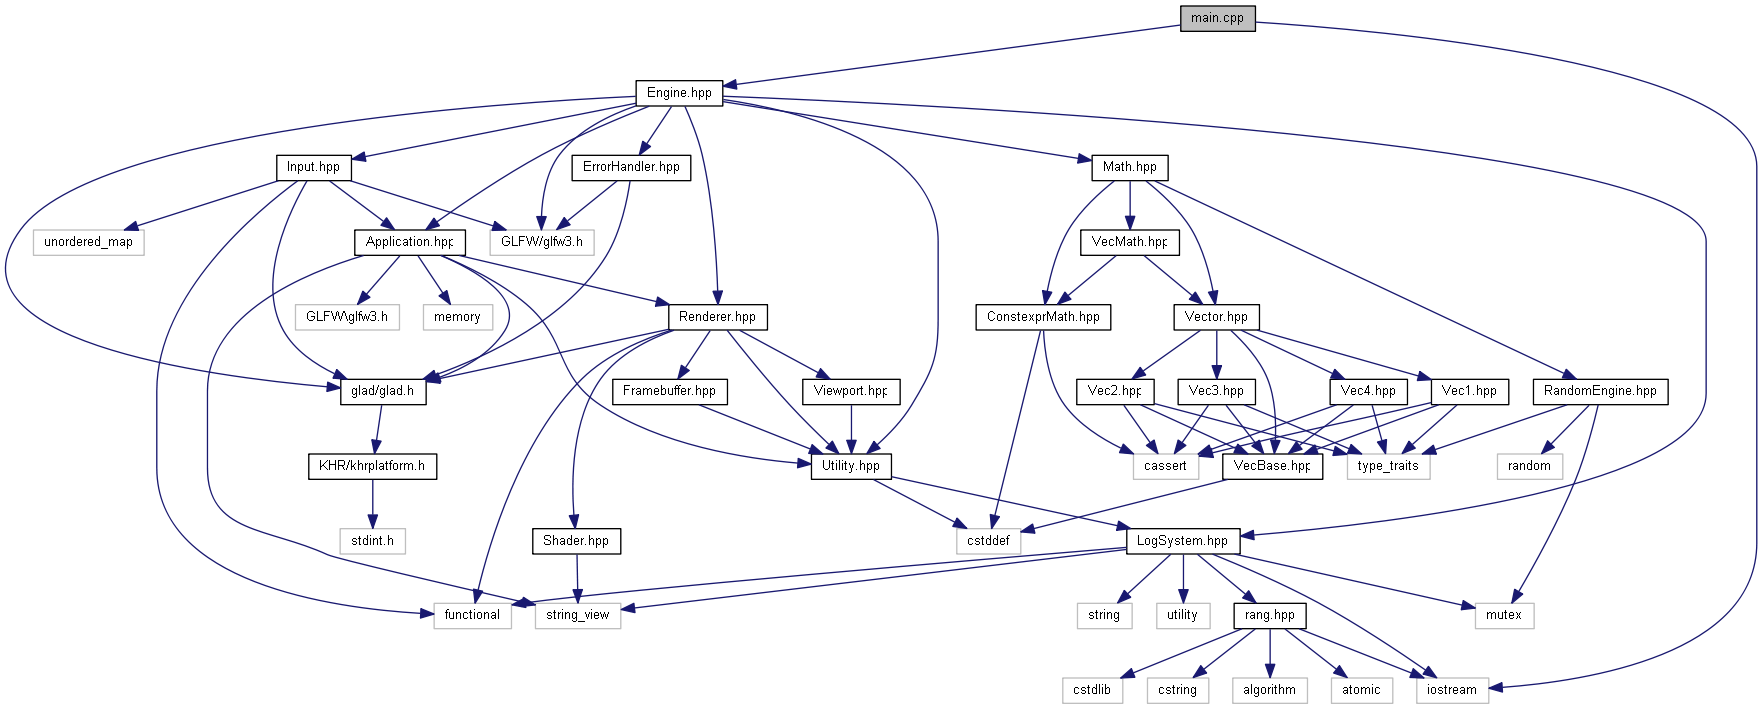 main.cpp
Engine.hpp
Input.hpp
ErrorHandler.hpp
Math.hpp
unordered_map
Application.hpp
GLFW/glfw3.h
VecMath.hpp
GLFW\glfw3.h
memory
Renderer.hpp
ConstexprMath.hpp
Vector.hpp
glad/glad.h
Framebuffer.hpp
Viewport.hpp
Vec2.hpp
Vec3.hpp
Vec4.hpp
Vec1.hpp
RandomEngine.hpp
KHR/khrplatform.h
Utility.hpp
cassert
VecBase.hpp
type_traits
random
stdint.h
Shader.hpp
cstddef
LogSystem.hpp
functional
string_view
string
utility
rang.hpp
mutex
cstdlib
cstring
algorithm
atomic
iostream